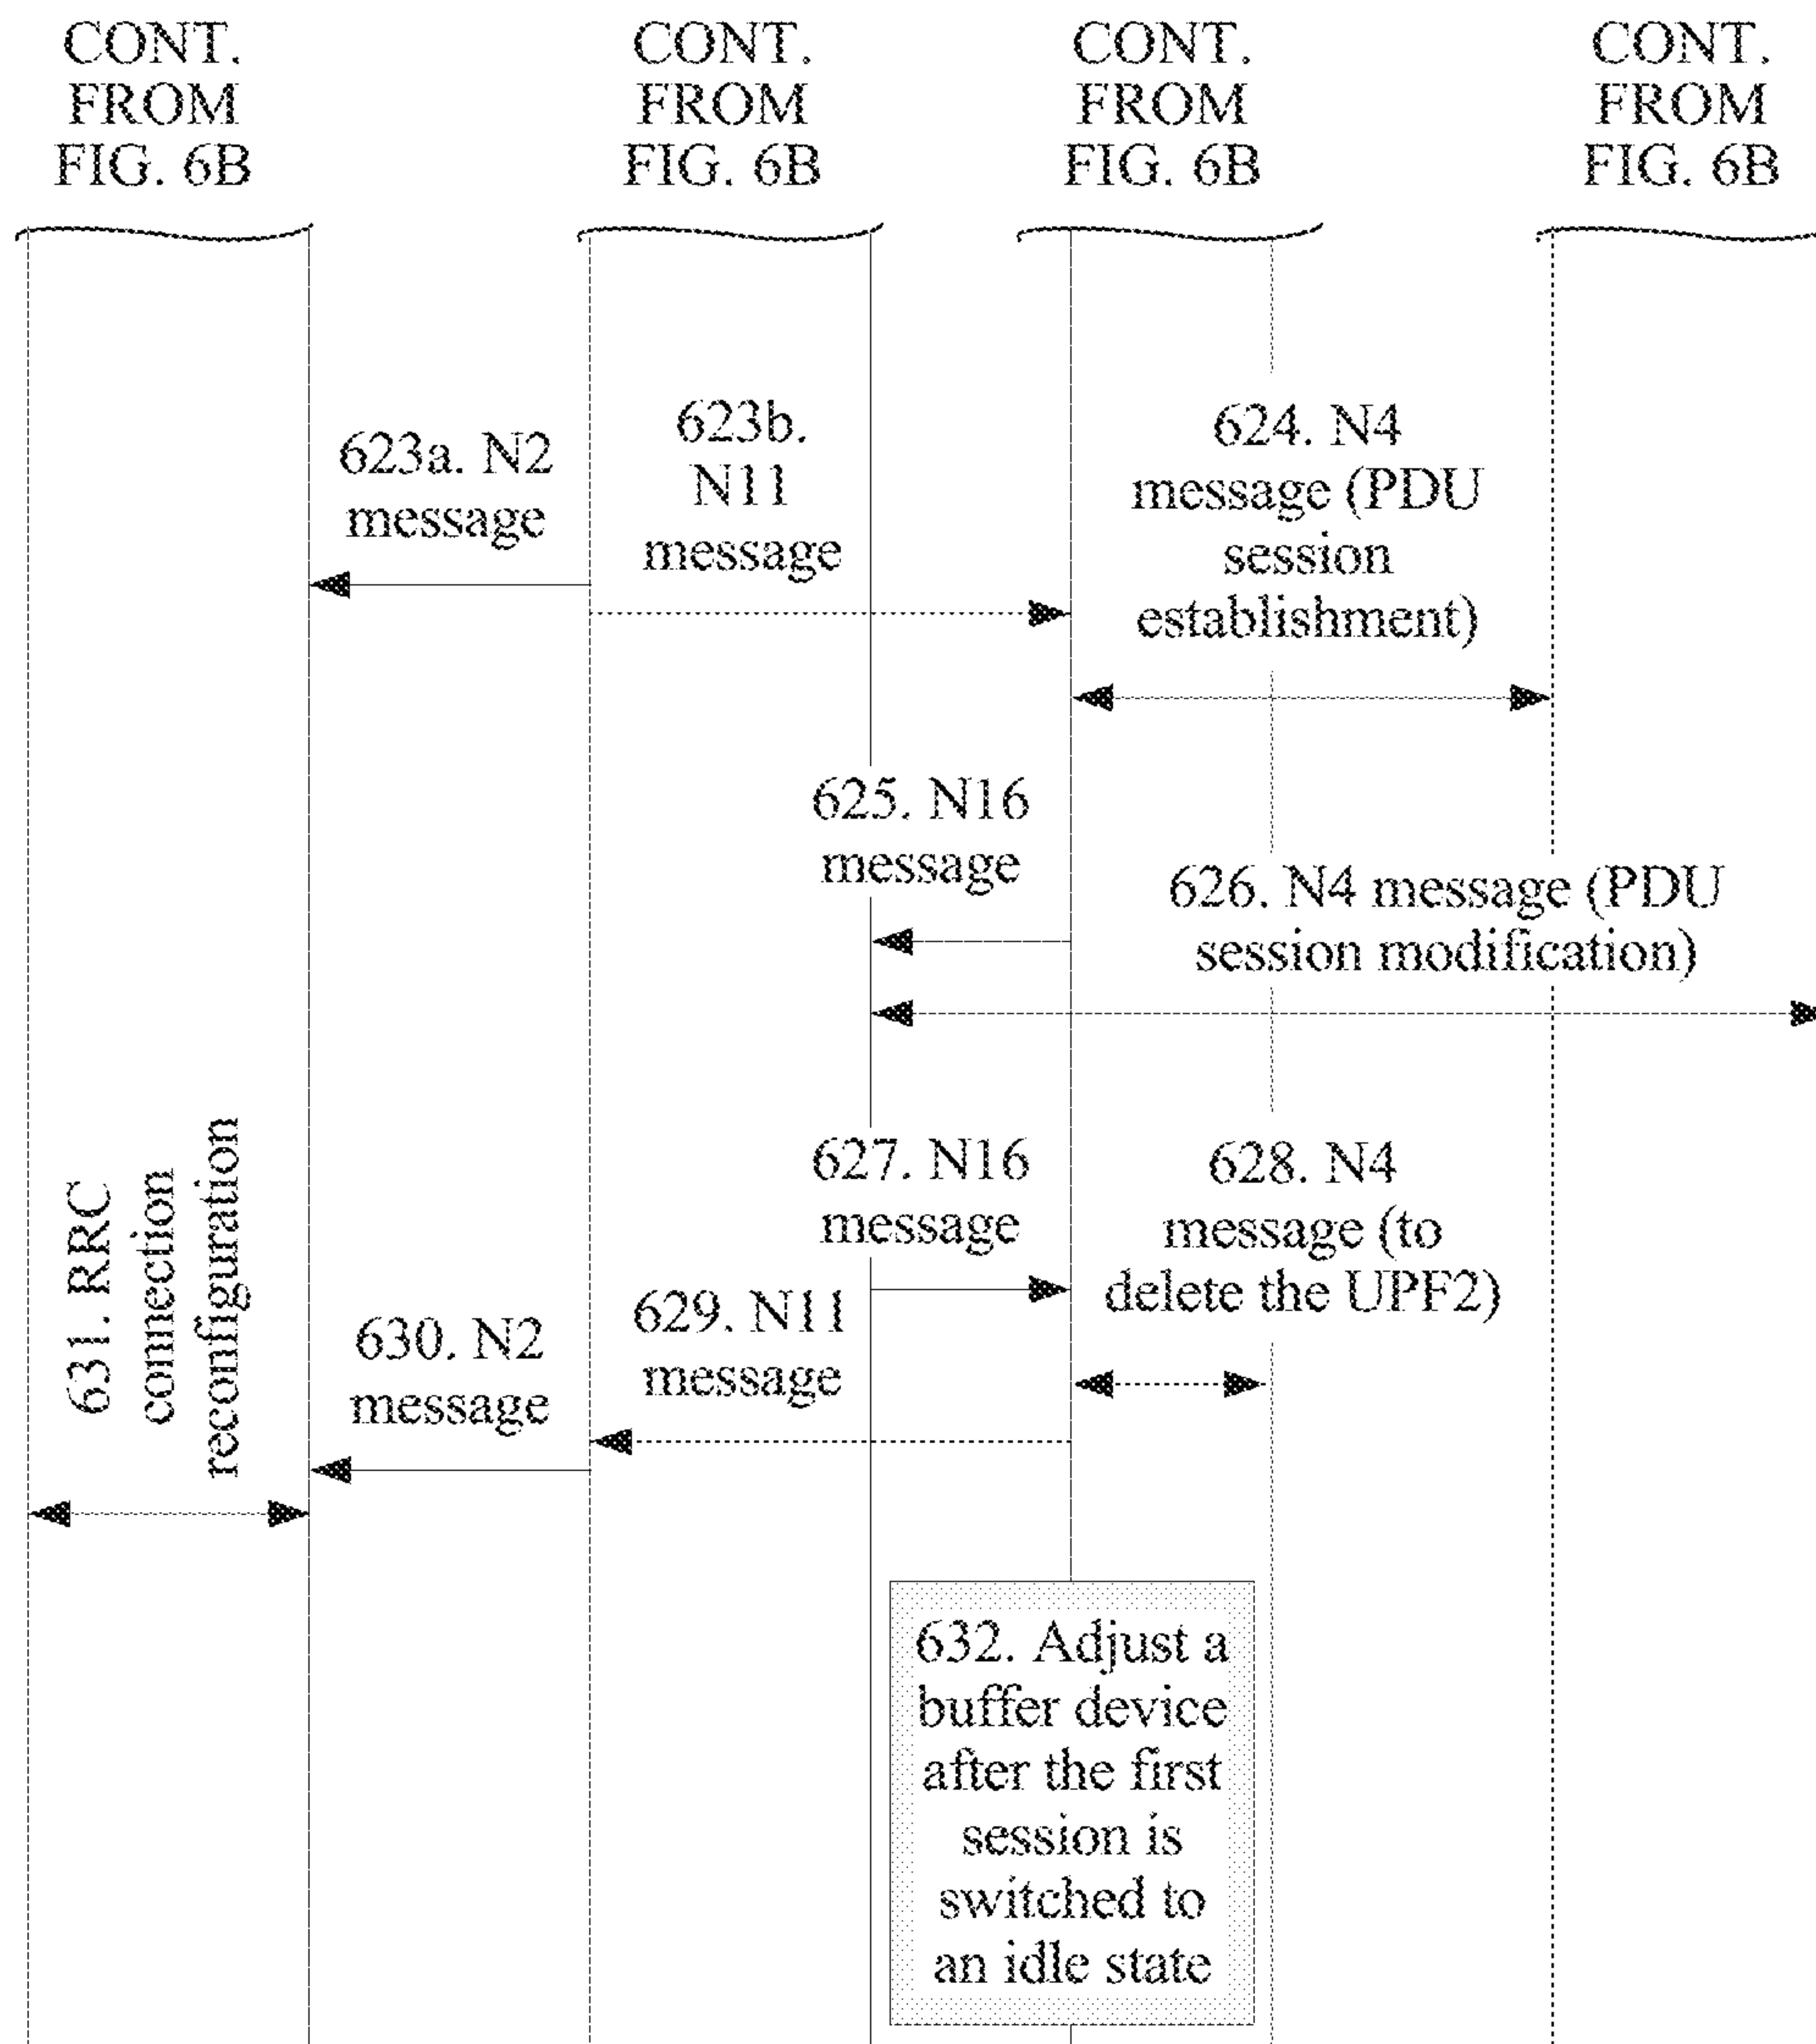 CONT.
FROM
FIG. 6B
CONT.
FROM
FIG. 6B
CONT.
FROM
FIG. 6B
CONT.
FROM
FIG. 6B
623a. N2
message
623b.
N11
message
624. N4
message (PDU
session
establishment)
625. N16
message
626. N4 message (PDU
session modification)
627. N16
message
628. N4
message (to
delete the UPF2)
629. N11
message
630. N2
message
631. RRC
connection
reconfiguration
632. Adjust a
buffer device
after the first
session is
switched to
an idle state